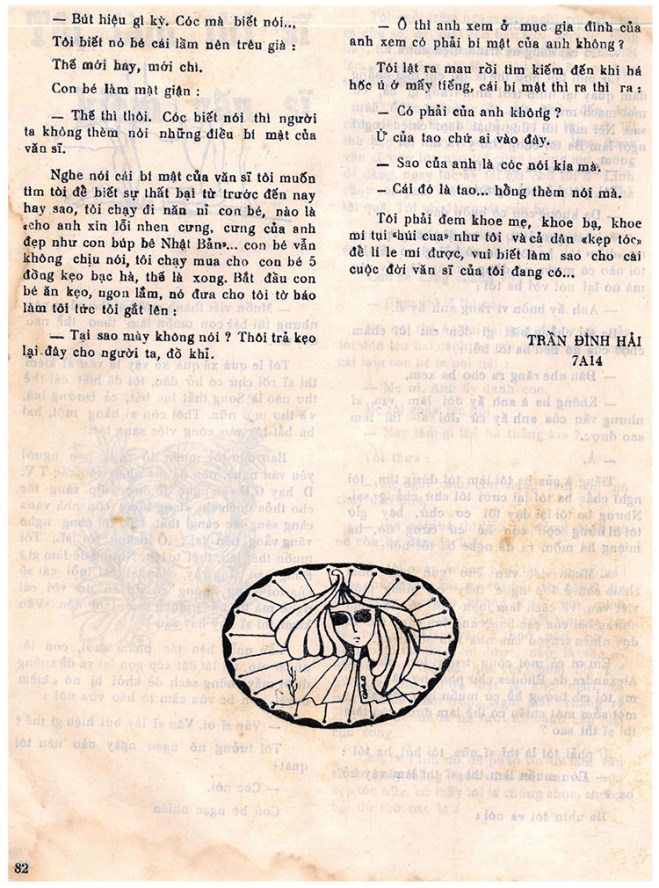 — Bút hiệu gì kỳ. Cóc mà biết nói...
Tôi biết nó bé cái lầm nên trêu già :
Thế mới hay, mới chì.
Con bé làm mặt giận :
— Thế thì thôi. Cóc biết nói thì người
ta không thèm nói những điều bí mật của
văn sĩ.
Nghe nói cái bí mật của văn sĩ tôi muốn
tìm tòi để biết sự thất bại từ trước đến nay
hay sao, tôi chạy đi năn nỉ con bé, nào là
«cho anh xin lỗi nhen cưng, cưng của anh
đẹp như con búp bê Nhật Bản»... con bé vẫn
không chịu nói, tôi chạy mua cho con bé 5
đồng kẹo bạc hà, thế là xong. Bắt đầu con
bé ăn kẹo, ngon lắm, nó đưa cho tôi tờ báo
làm tôi tức tôi gắt lên :
— Tại sao mày không nói ? Thôi trả kẹo
lại đây cho người ta, đồ khỉ.
— Ô thì anh xem ở mục gia đình của
anh xem có phải bí mật của anh không ?
Tôi lật ra mau rồi tìm kiếm đến khi há
hốc ú ớ mấy tiếng, cái bí mật thì ra thì ra :
— Có phải của anh không ?
Ừ của tao chứ ai vào đây.
— Sao của anh là cóc nói kia mà.
— Cái đó là tao... hồng thèm nói mà.
Tôi phải đem khoe mẹ, khoe bạ, khoe
mí tụi «húi cua» như tôi và cả dân «kẹp tóc»
để lí le mí được, vui biết làm sao cho cái
cuộc đời văn sĩ của tôi đang có...
TRẦN ĐÌNH HẢI
7A14
82